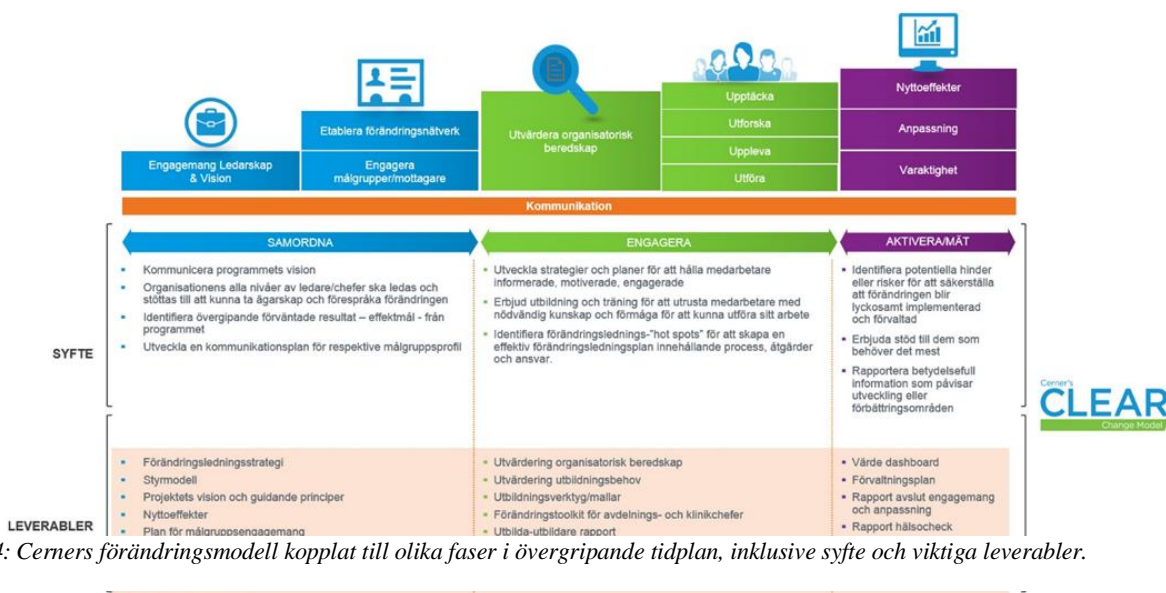 Engagemang Ledarskap
& Vision
Etablera förändringsnätverk
Engagera
målgrupper/mottagare
Utvärdera organisatorisk
beredskap
Upptäcka
Utforska
Uppleva
Utföra
Nyttoeffekter
Anpassning
Varaktighet
Kommunikation
SAMORDNA
ENGAGERA
AKTIVERA/MÄT
SYFTE
Kommunicera programmets vision
Organisationens alla nivåer av ledare/chefer ska ledas och
stöttas till att kunna ta ägarskap och förespråka förändringen
Identifiera övergipande förväntade resultat – effektmål - från
programmet
Utveckla en kommunikationsplan för respektive målgruppsprofil
Utveckla strategier och planer för att hålla medarbetare
informerade, motiverade, engagerade
Erbjud utbildning och träning för att utrusta medarbetare med
nödvändig kunskap och förmåga för att kunna utföra sitt arbete
Identifiera förändringslednings-"hot spots" för att skapa en
effektiv förändringsledningsplan innehållande process, åtgärder
och ansvar.
Identifiera potentiella hinder
eller risker för att säkerställa
att förändringen blir
lyckosamt implementerad
och förvaltad
Erbjuda stöd till dem som
behöver det mest
Rapportera betydelsefull
information som påvisar
utveckling eller
förbättringsområden
Cerner's
CLEAR
Change Model
LEVERABLER
Förändringsledningsstrategi
Styrmodell
Projektets vision och guidande principer
Nyttoeffekter
Plan för målgruppsengagemang
Utvärdering organisatorisk beredskap
Utvärdering utbildningsbehov
Utbildningsverktyg/mallar
Förändringstoolkit för avdelnings- och klinikchefer
Utbilda-utbildare rapport
Värde dashboard
Förvaltningsplan
Rapport avslut engagemang
och anpassning
Rapport hälsocheck
4: Cerners förändringsmodell kopplat till olika faser i övergripande tidplan, inklusive syfte och viktiga leverabler.